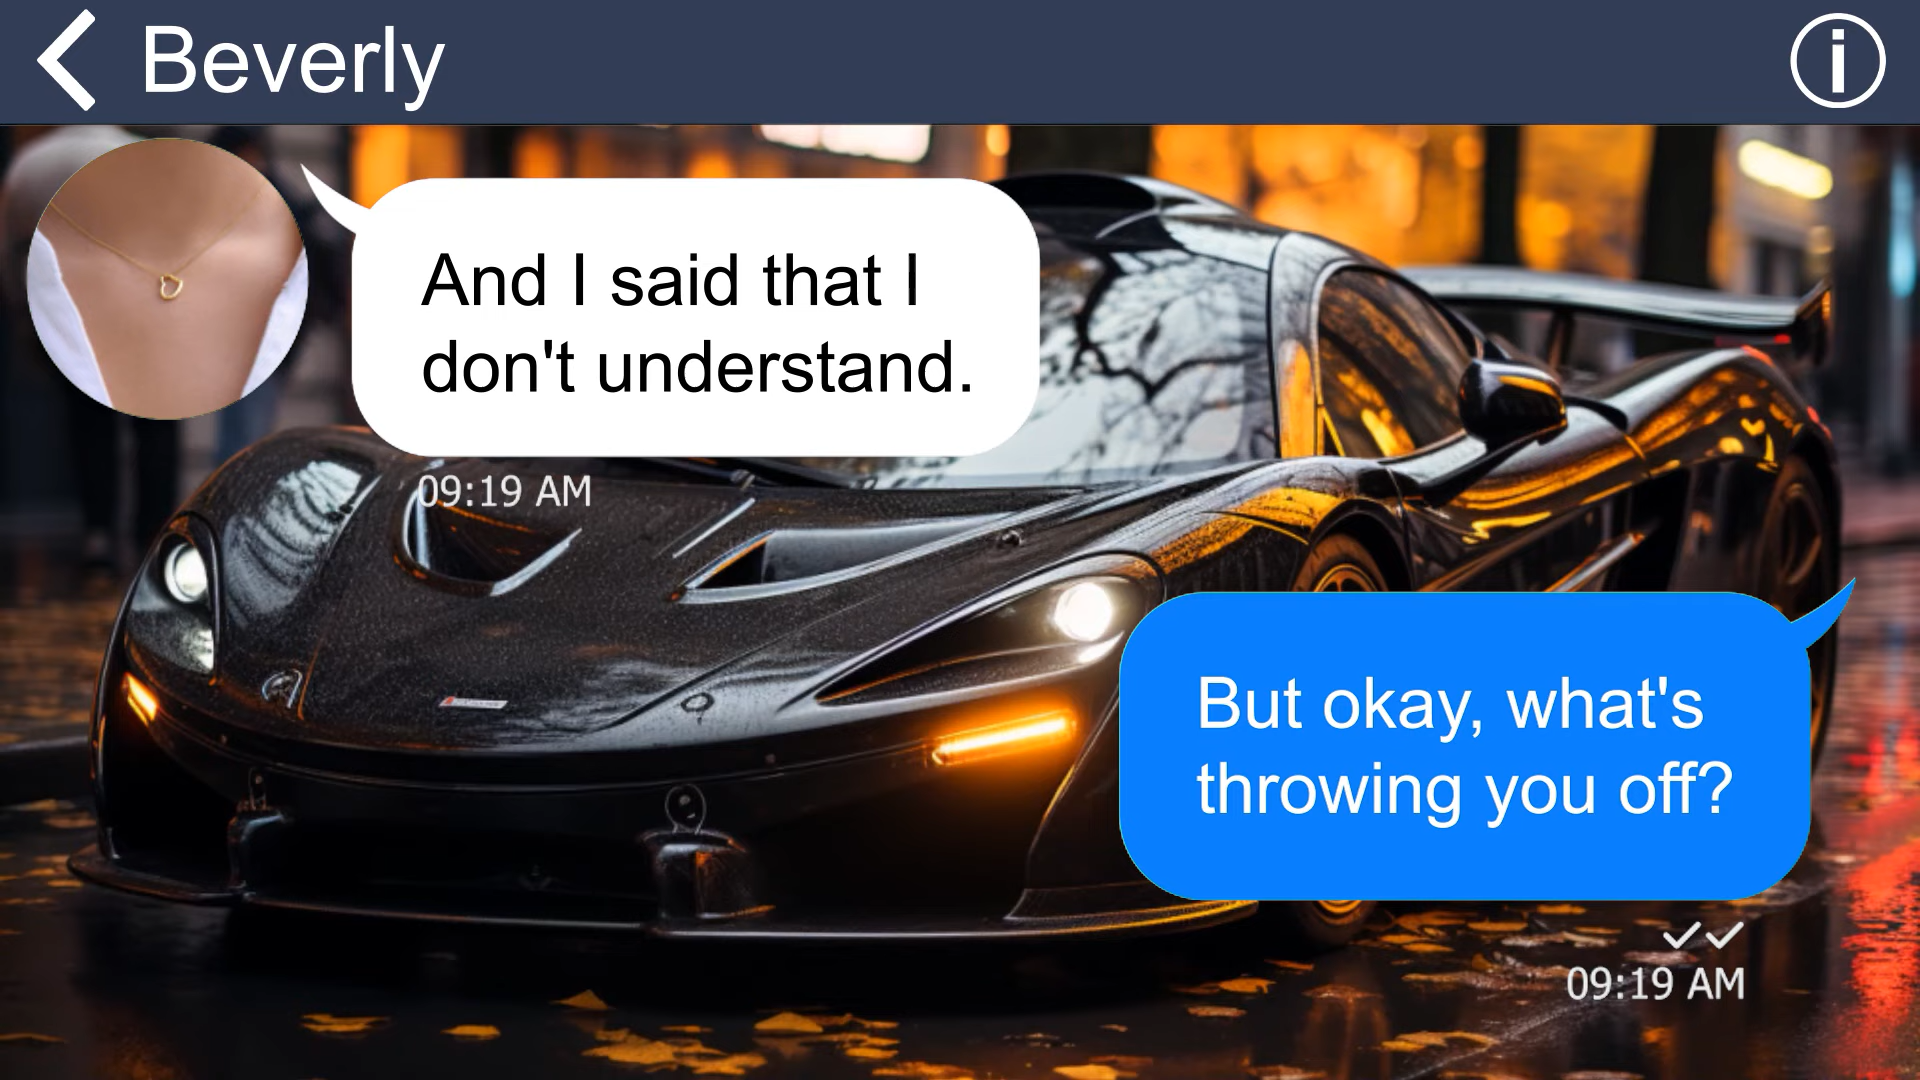 Beverly
And I said that I
don't understand.
09:19 AM
But okay, what's
throwing you off?
09:19 AM